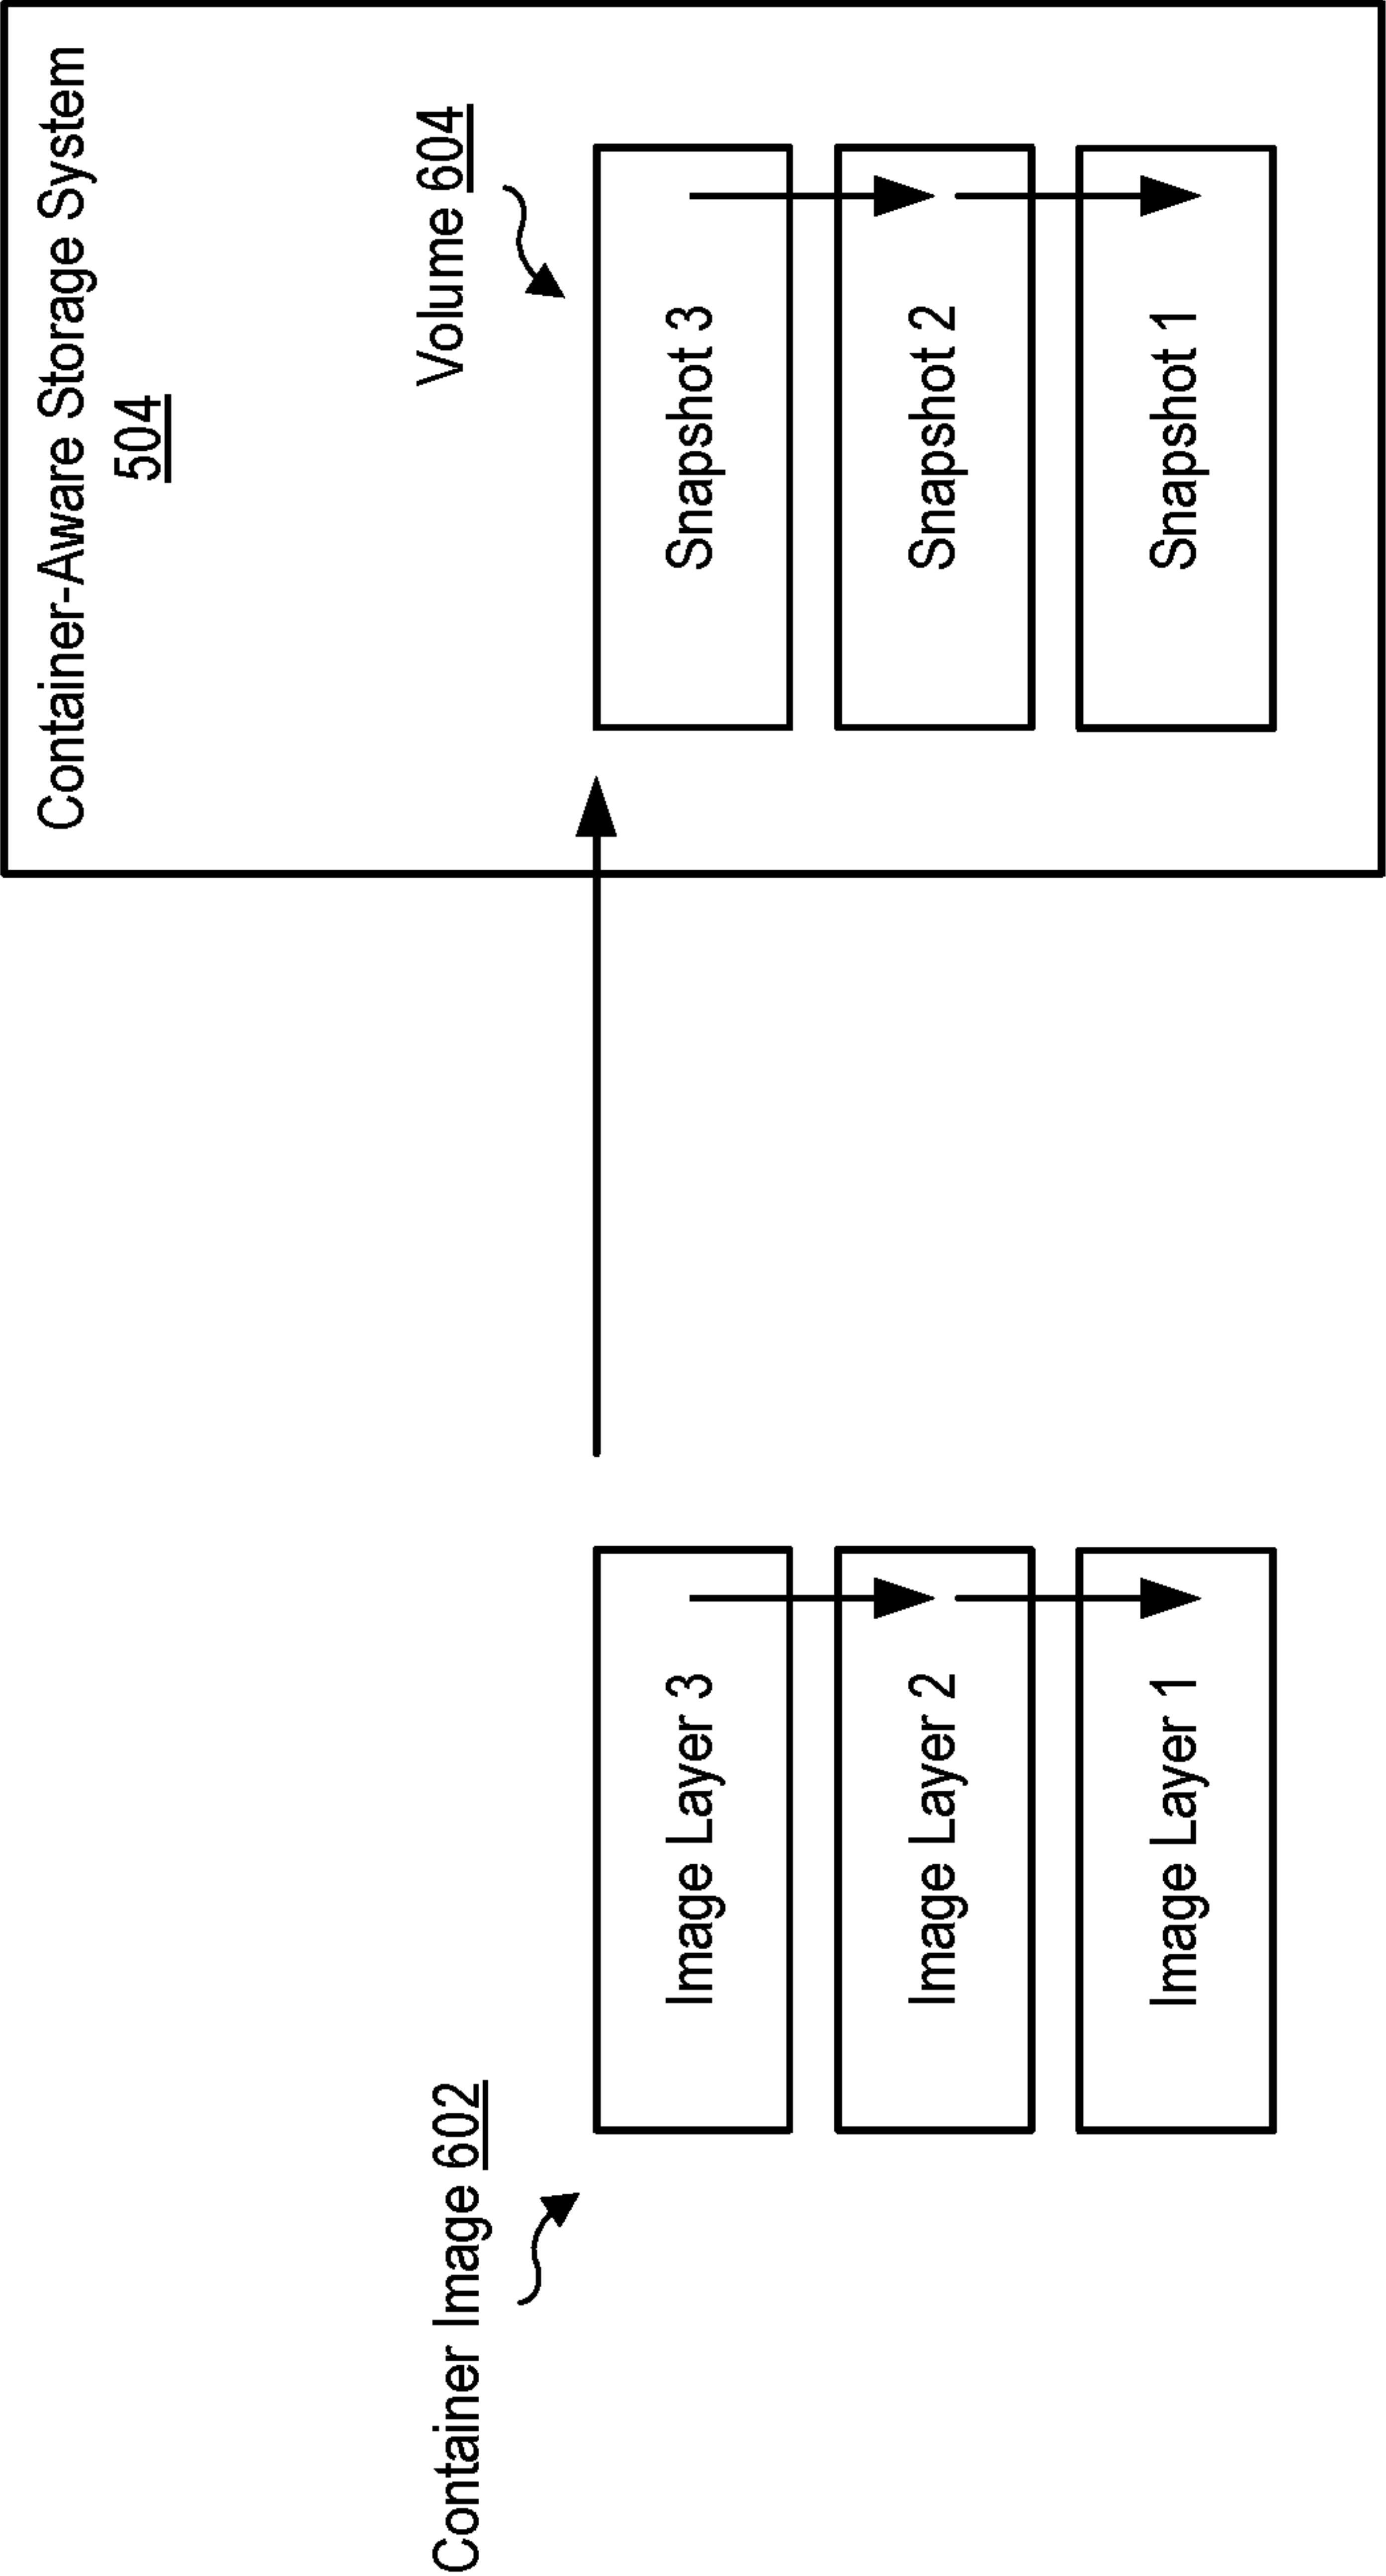 Container-Aware Storage System
504
Container Image 602
Volume 604
Image Layer 3
Image Layer 2
Image Layer 1
Snapshot 3
Snapshot 2
Snapshot 1